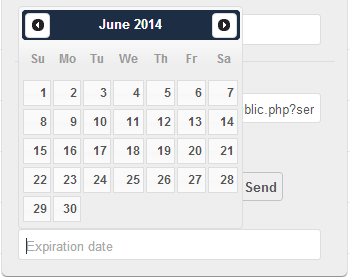 June 2014
Su Mo Tu We Th Fr Sa
1 2 3 4 5 6 7
8 9 10 11 12 13 14
blic.php?ser
15 16 17 18 19 20 21
22 23 24 25 26 27 28
Send
29 30
Expiration date